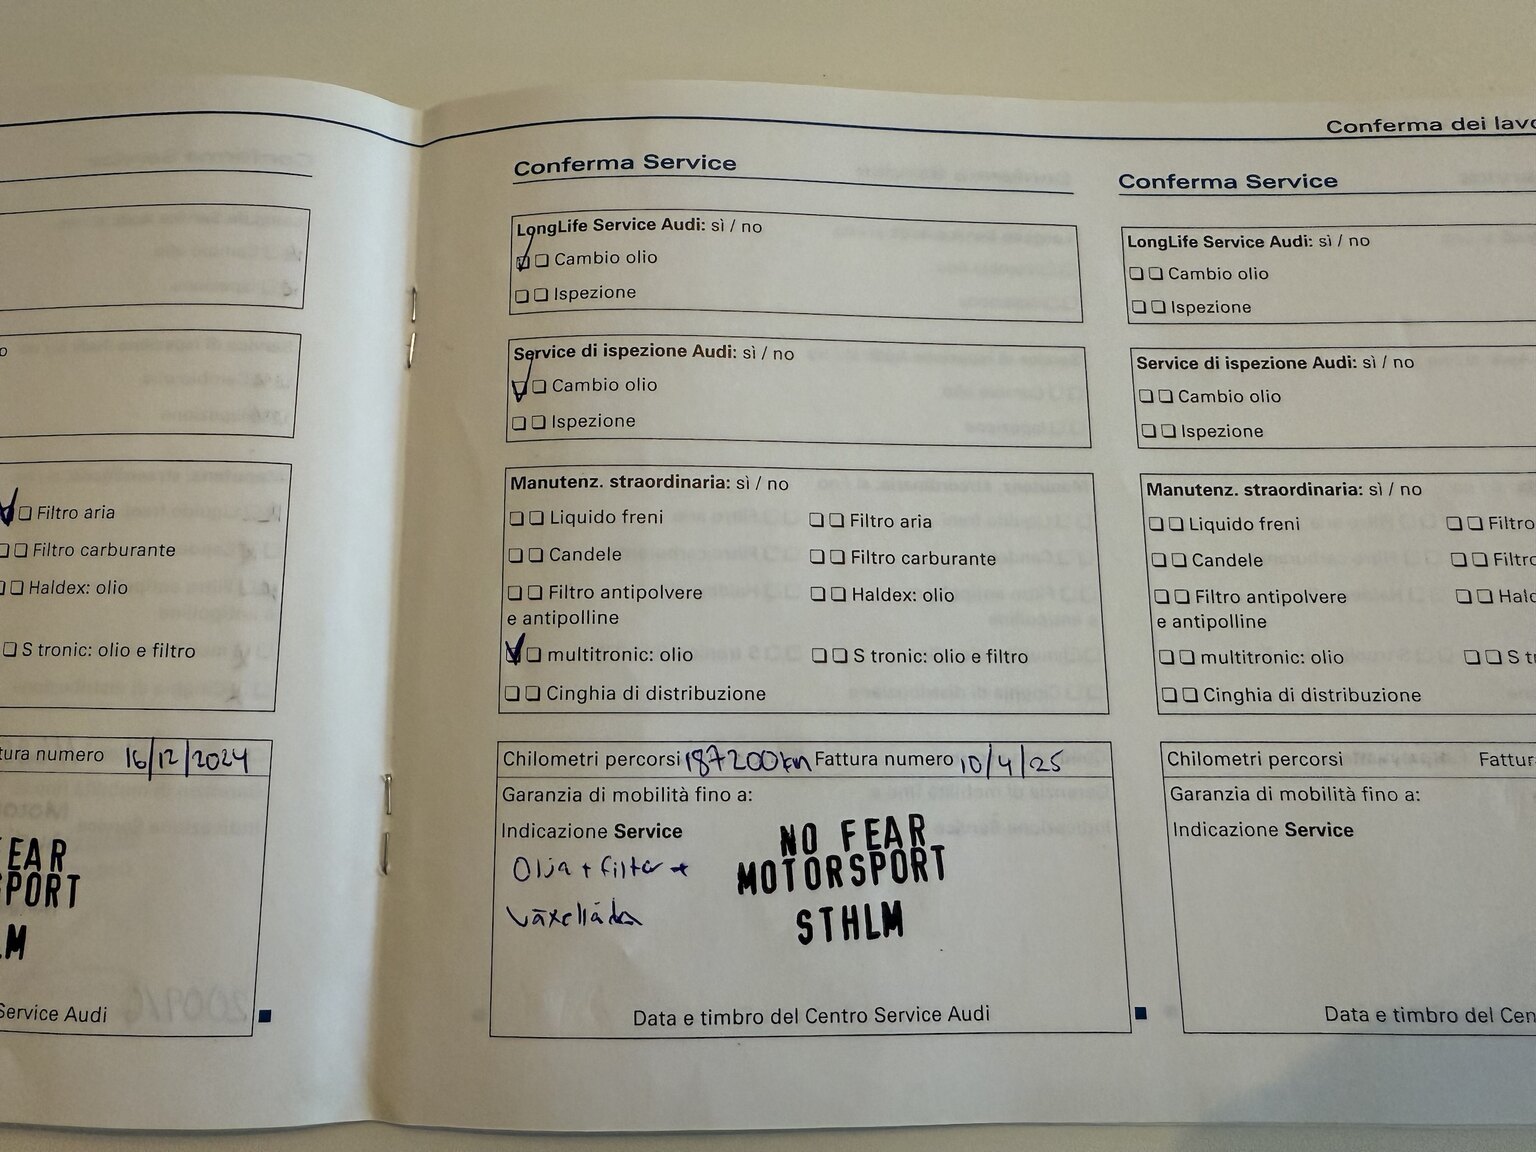 Conferma dei lavo
o
Filtro aria
Filtro carburante
Haldex: olio
S tronic: olio e filtro
tura numero 16/12/2024
EAR
SPORT
LM
Service Audi
Conferma Service
LongLife Service Audi: sì / no
Cambio olio
Ispezione
Service di ispezione Audi: sì / no
Cambio olio
Ispezione
Manutenz. straordinaria: sì / no
Liquido freni Filtro aria
Candele Filtro carburante
Filtro antipolvere Haldex: olio
e antipolline
multitronic: olio S tronic: olio e filtro
Cinghia di distribuzione
Chilometri percorsi 187200km Fattura numero 10/4/25
Garanzia di mobilità fino a:
Indicazione Service
Olja + filter +
växellåda
NO FEAR
MOTORSPORT
STHLM
Data e timbro del Centro Service Audi
Conferma Service
LongLife Service Audi: sì / no
Cambio olio
Ispezione
Service di ispezione Audi: sì / no
Cambio olio
Ispezione
Manutenz. straordinaria: sì / no
Liquido freni Filtro
Candele Filtro
Filtro antipolvere Hald
e antipolline
multitronic: olio S tr
Cinghia di distribuzione
Chilometri percorsi Fattur
Garanzia di mobilità fino a:
Indicazione Service
Data e timbro del Cen